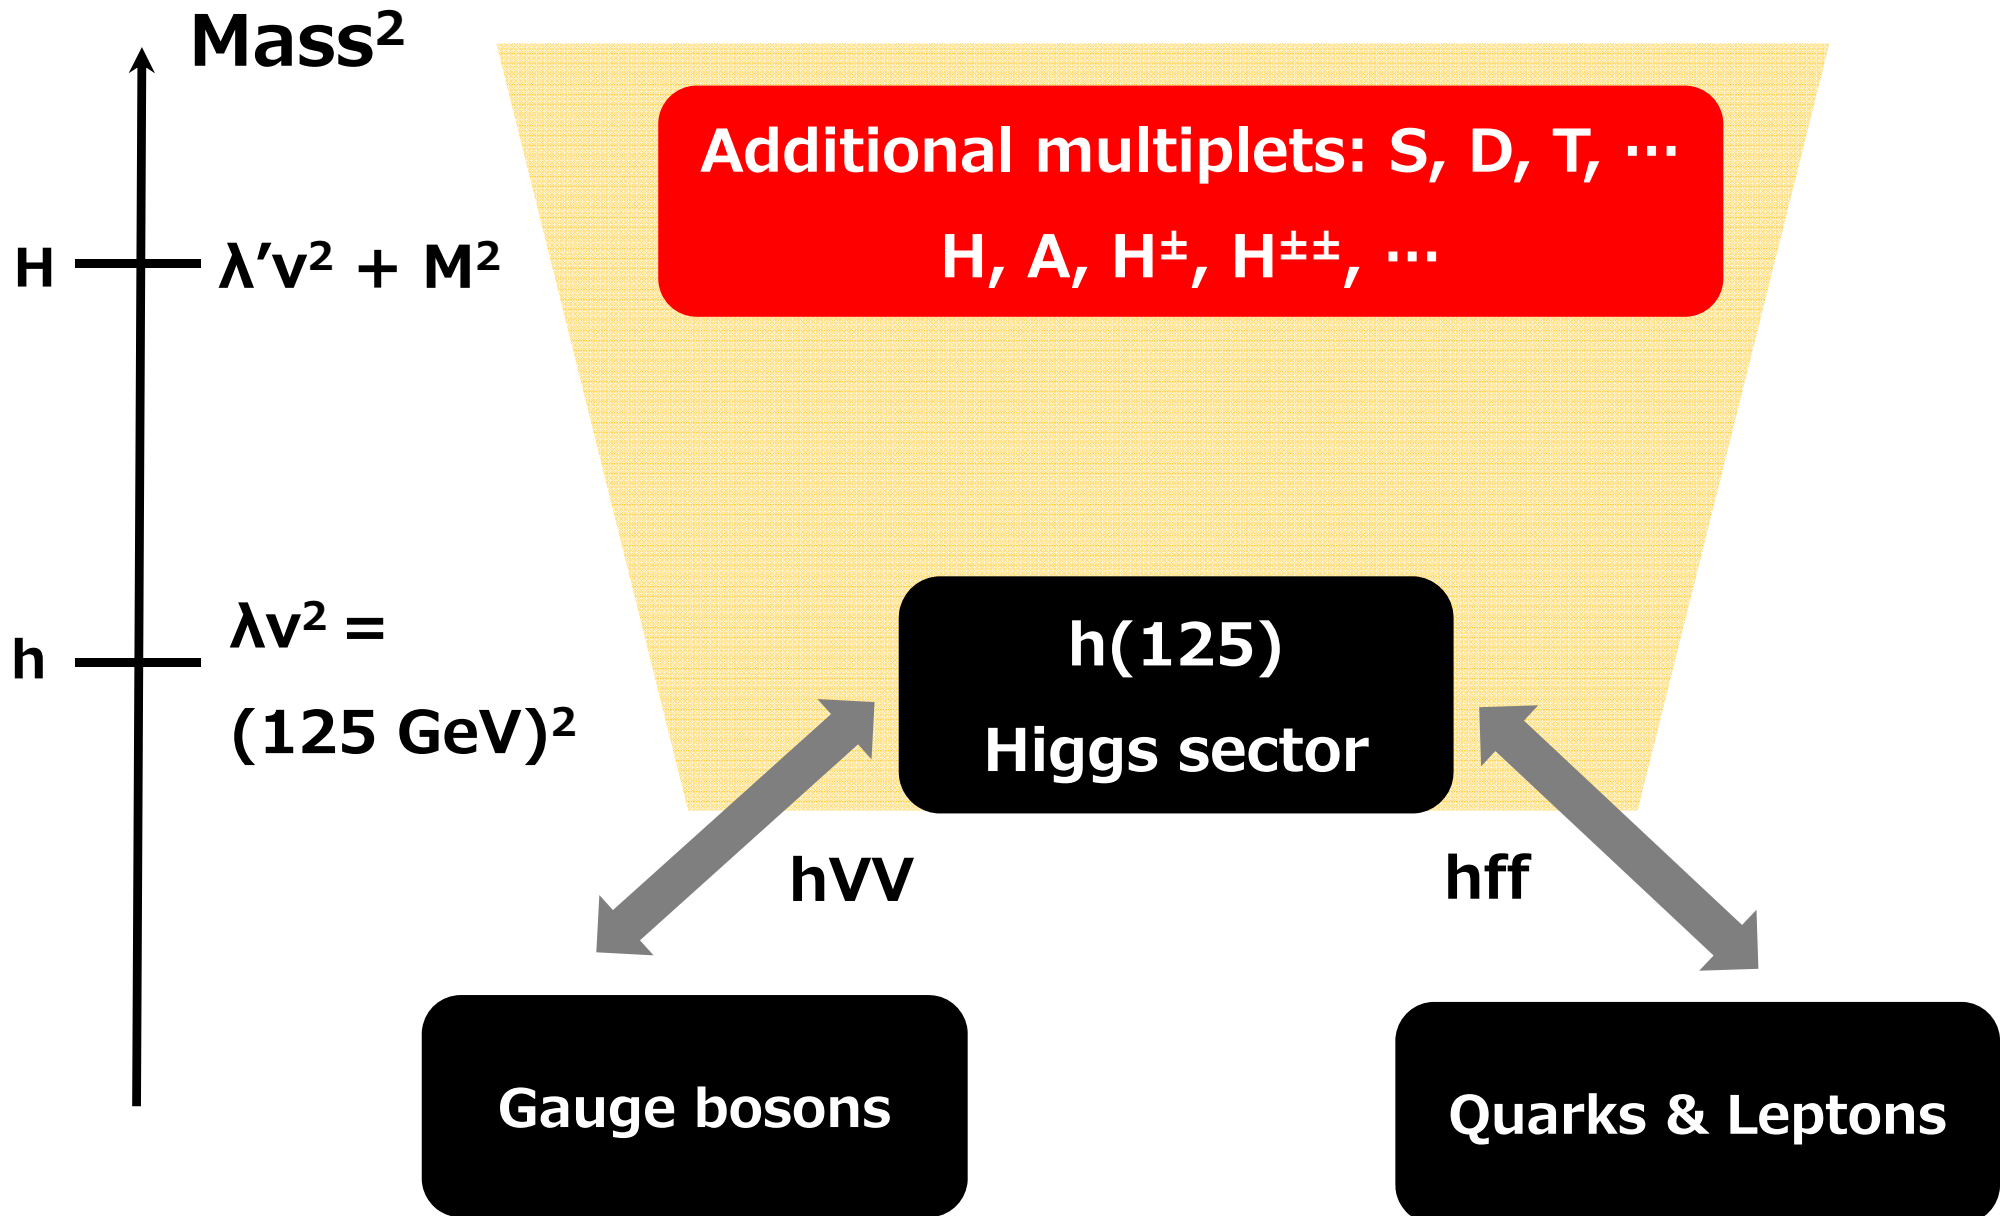 Mass²
Additional multiplets: S, D, T, ⋯
H, A, H±, H±±, ⋯
H
λ′v² + M²
h
λv² =
(125 GeV)²
h(125)
Higgs sector
hVV
hff
Gauge bosons
Quarks & Leptons